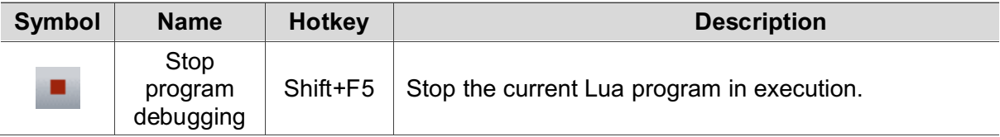 Symbol Name Hotkey Description
Stop
program
debugging
Shift+F5
Stop the current Lua program in execution.